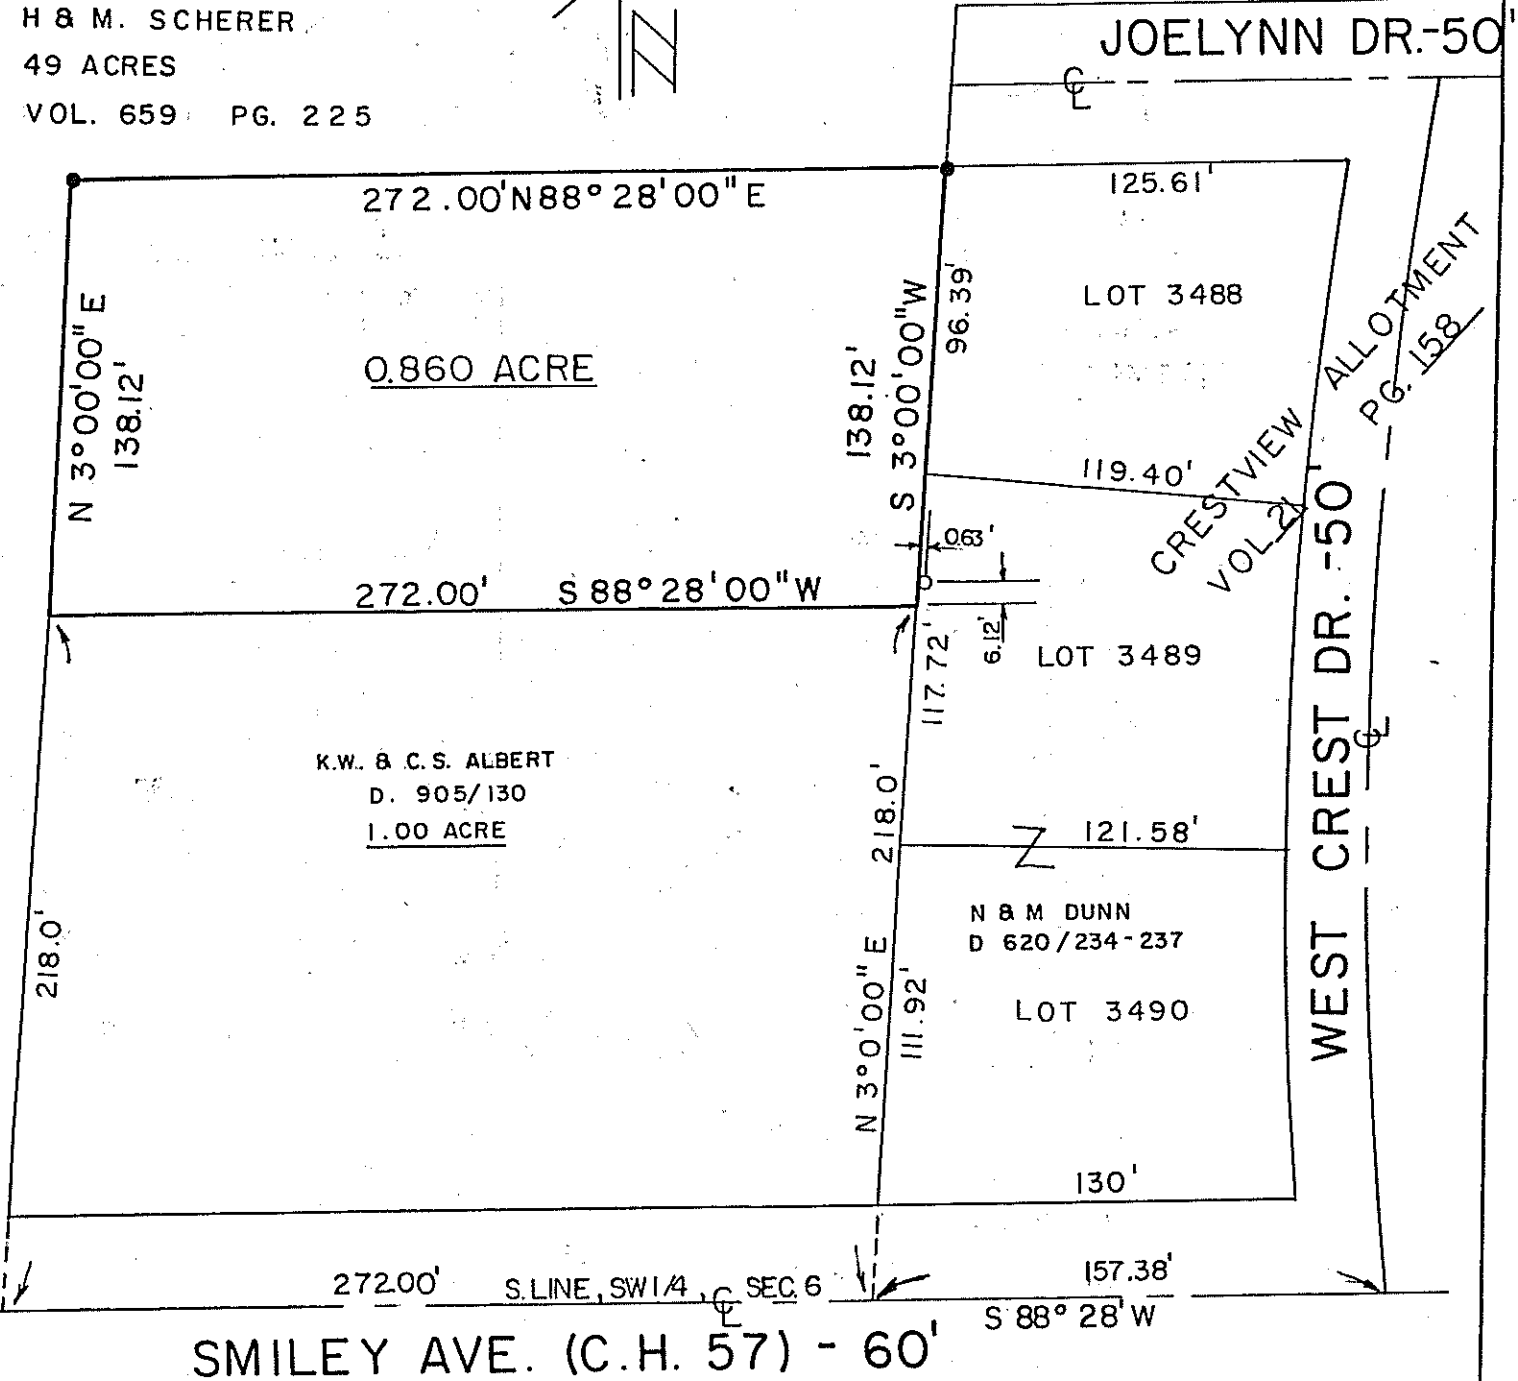 H & M. SCHERER
49 ACRES
VOL. 659 PG. 225
N
JOELYNN DR.-50'
℄
272.00' N88°28'00"E
125.61'
N 3°00'00"E
138.12'
0.860 ACRE
138.12'
S 3°00'00"W
96.39'
LOT 3488
CRESTVIEW ALLOTMENT
VOL. 21 PG. 158
119.40'
0.63'
272.00' S 88°28'00"W
6.12'
117.72'
LOT 3489
WEST CREST DR.-50'
℄
K.W. & C.S. ALBERT
D. 905/130
1.00 ACRE
218.0'
218.0'
121.58'
Z
N & M DUNN
D 620/234-237
LOT 3490
N 3°0'00"E
111.92'
130'
272.00' S. LINE, SW1/4, ℄ SEC. 6
157.38'
S 88°28'W
SMILEY AVE. (C.H. 57) - 60'